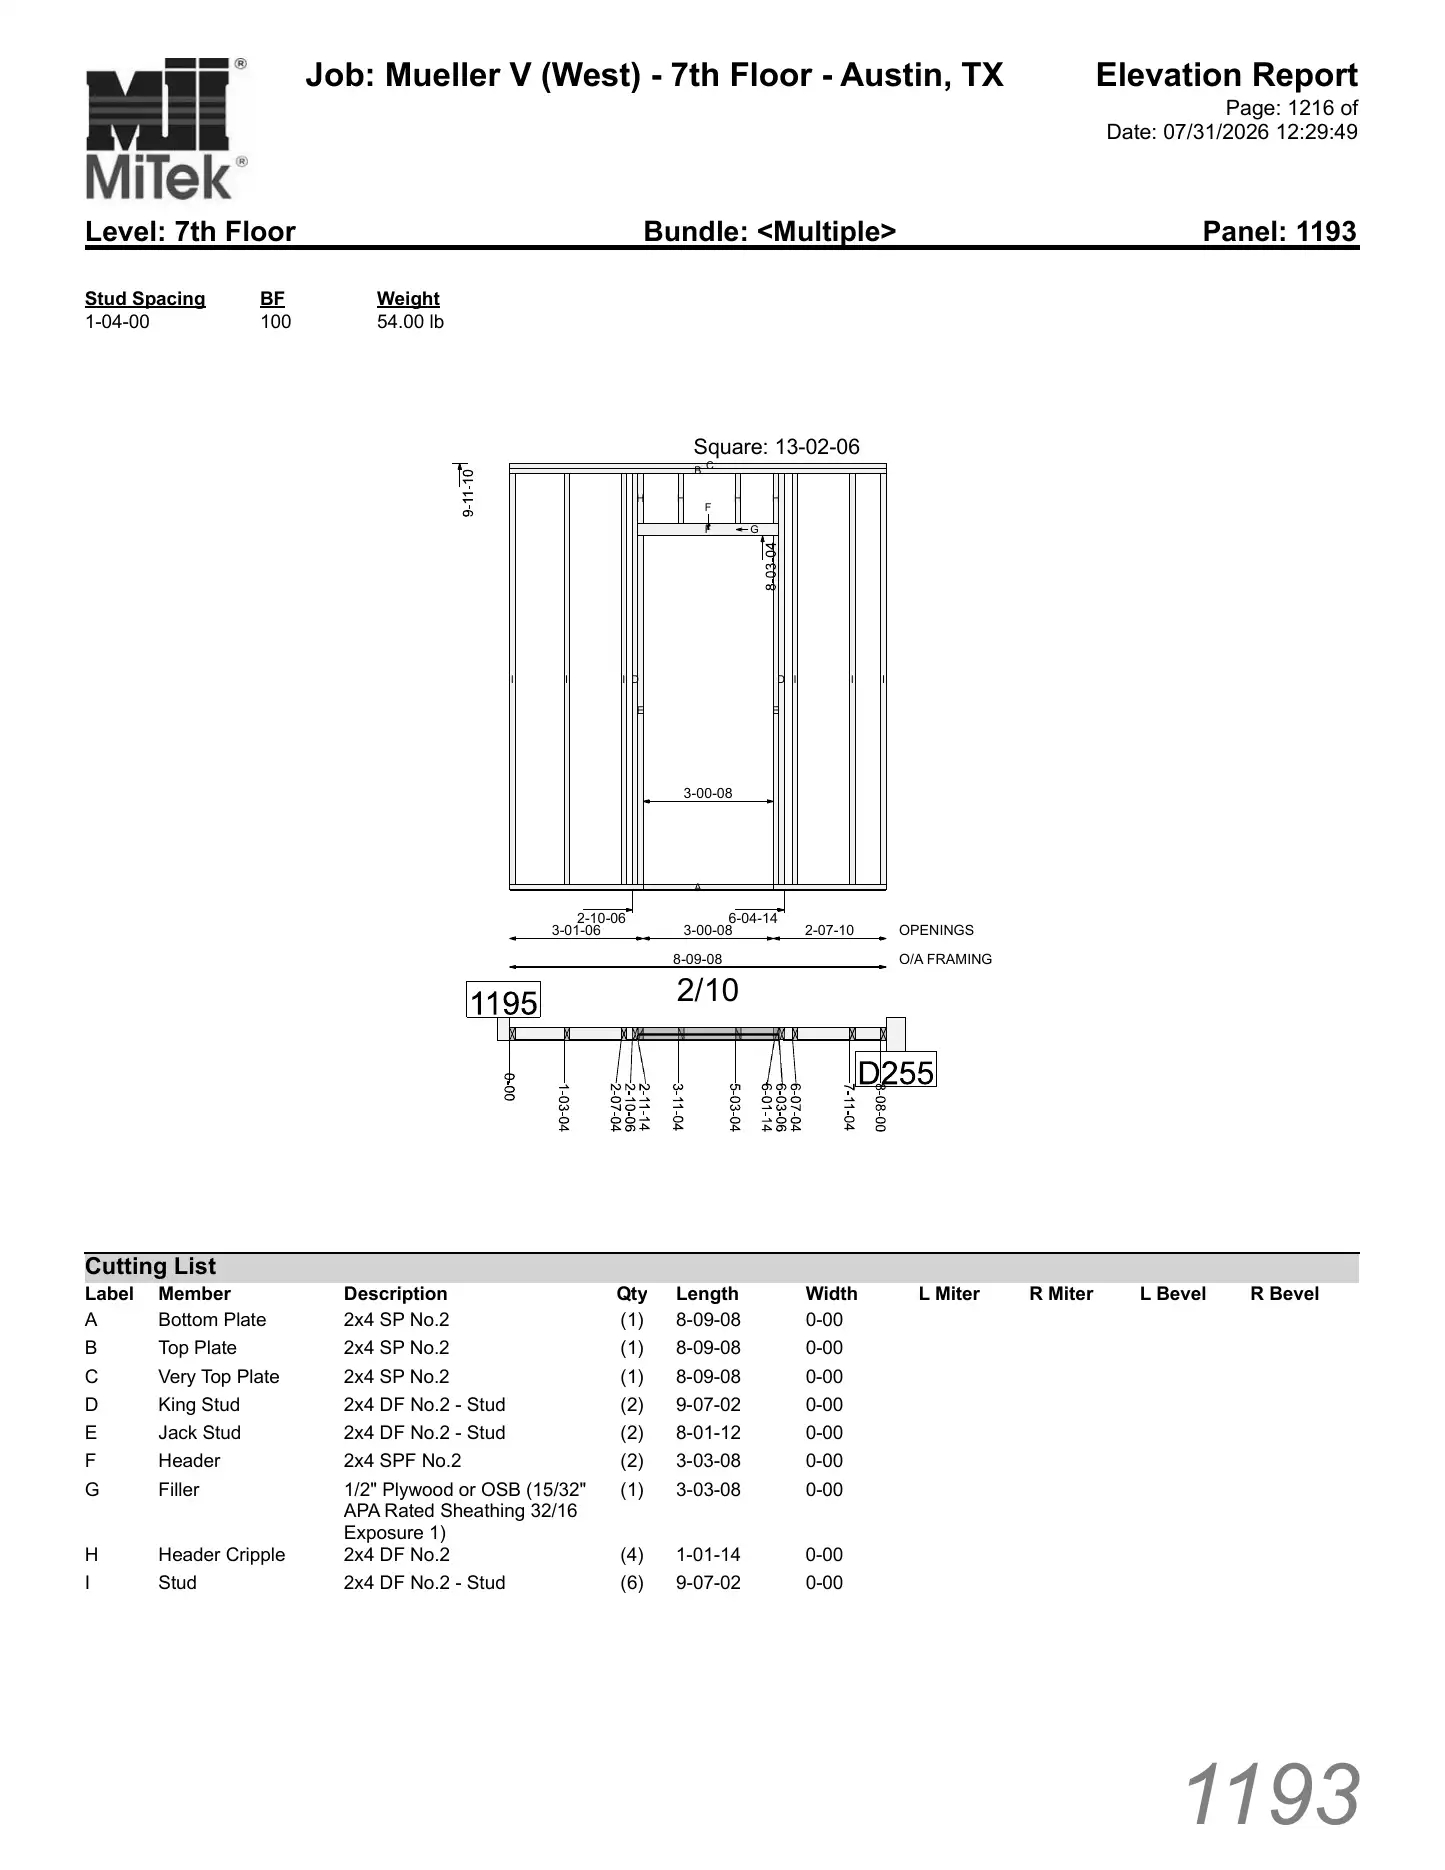 MiTek®
Job: Mueller V (West) - 7th Floor - Austin, TX
Elevation Report
Page: 1216 of
Date: 07/31/2026 12:29:49
Level: 7th Floor Bundle: <Multiple> Panel: 1193
Stud Spacing BF Weight
1-04-00 100 54.00 lb
Square: 13-02-06
9-11-10
B C
F
F G
8-03-04
I I I D D I I I
E E
3-00-08
A
2-10-06 6-04-14
3-01-06 3-00-08 2-07-10 OPENINGS
8-09-08 O/A FRAMING
2/10
1195
D255
0-00 1-03-04 2-07-04 2-10-06 2-11-14 3-11-04 5-03-04 6-01-14 6-03-06 6-07-04 7-11-04 8-08-00
Cutting List
Label Member Description Qty Length Width L Miter R Miter L Bevel R Bevel
A Bottom Plate 2x4 SP No.2 (1) 8-09-08 0-00
B Top Plate 2x4 SP No.2 (1) 8-09-08 0-00
C Very Top Plate 2x4 SP No.2 (1) 8-09-08 0-00
D King Stud 2x4 DF No.2 - Stud (2) 9-07-02 0-00
E Jack Stud 2x4 DF No.2 - Stud (2) 8-01-12 0-00
F Header 2x4 SPF No.2 (2) 3-03-08 0-00
G Filler 1/2" Plywood or OSB (15/32" (1) 3-03-08 0-00
APA Rated Sheathing 32/16
Exposure 1)
H Header Cripple 2x4 DF No.2 (4) 1-01-14 0-00
I Stud 2x4 DF No.2 - Stud (6) 9-07-02 0-00
1193